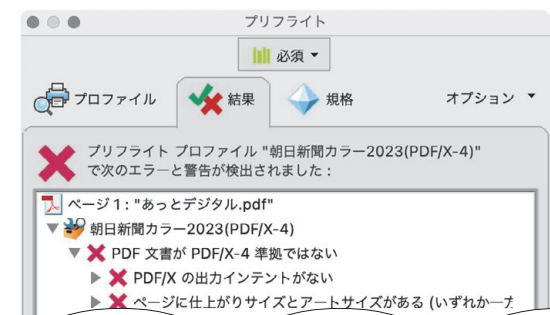 プリフライト
必須
プロファイル 結果 規格 オプション
プリフライト プロファイル "朝日新聞カラー2023(PDF/X-4)"
で次のエラーと警告が検出されました：
ページ 1："あっとデジタル.pdf"
朝日新聞カラー2023(PDF/X-4)
PDF 文書が PDF/X-4 準拠ではない
PDF/X の出力インテントがない
ページに仕上がりサイズとアートサイズがある (いずれか一方